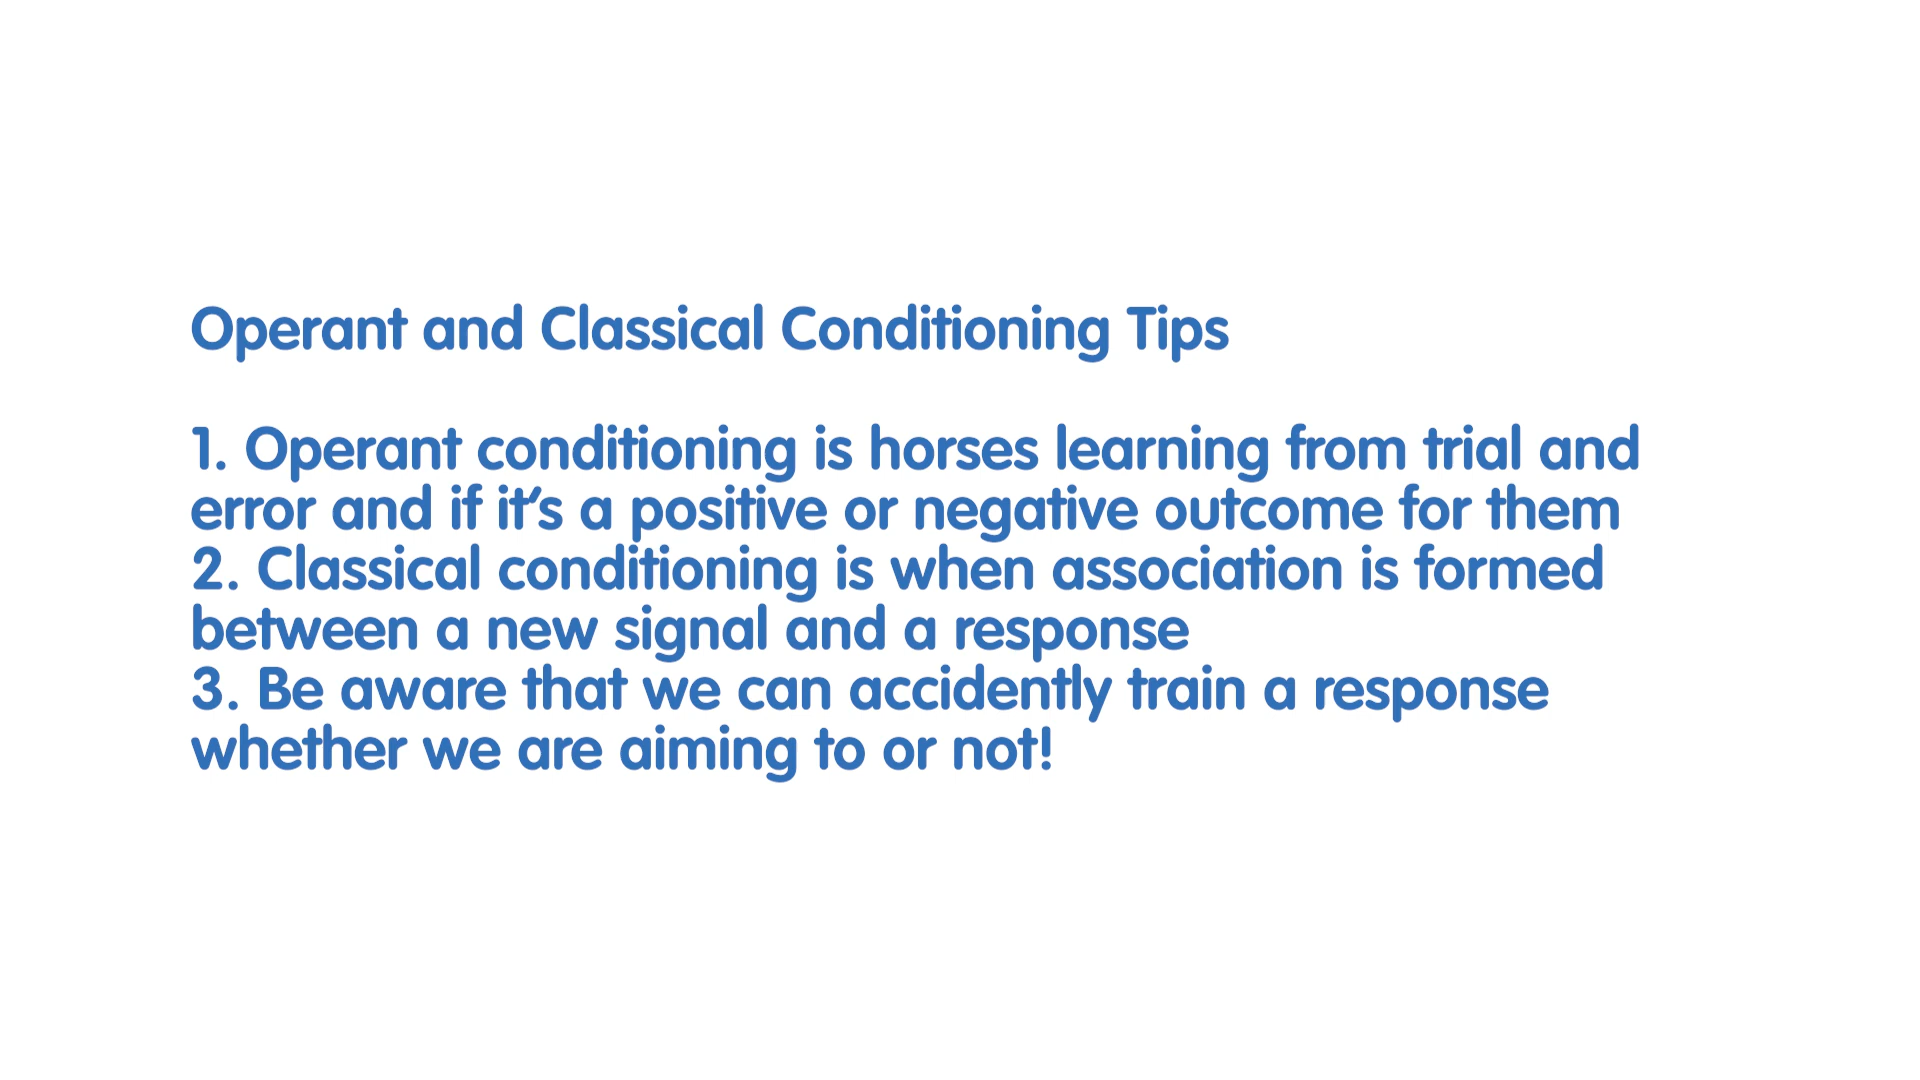 Operant and Classical Conditioning Tips
1. Operant conditioning is horses learning from trial and
error and if it’s a positive or negative outcome for them
2. Classical conditioning is when association is formed
between a new signal and a response
3. Be aware that we can accidently train a response
whether we are aiming to or not!